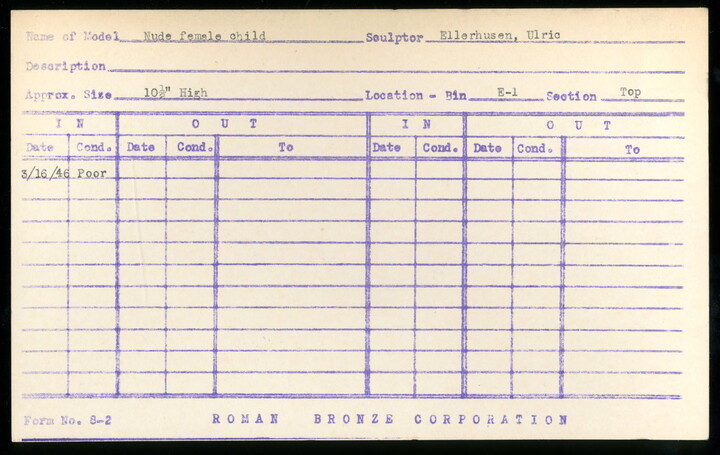 Name of Model Nude female child Sculptor Ellerhusen, Ulric
Description
Approx. Size 10½" High Location - Bin E-1 Section Top
IN OUT IN OUT
Date Cond. Date Cond. To Date Cond. Date Cond. To
3/16/46 Poor
Form No. S-2 ROMAN BRONZE CORPORATION